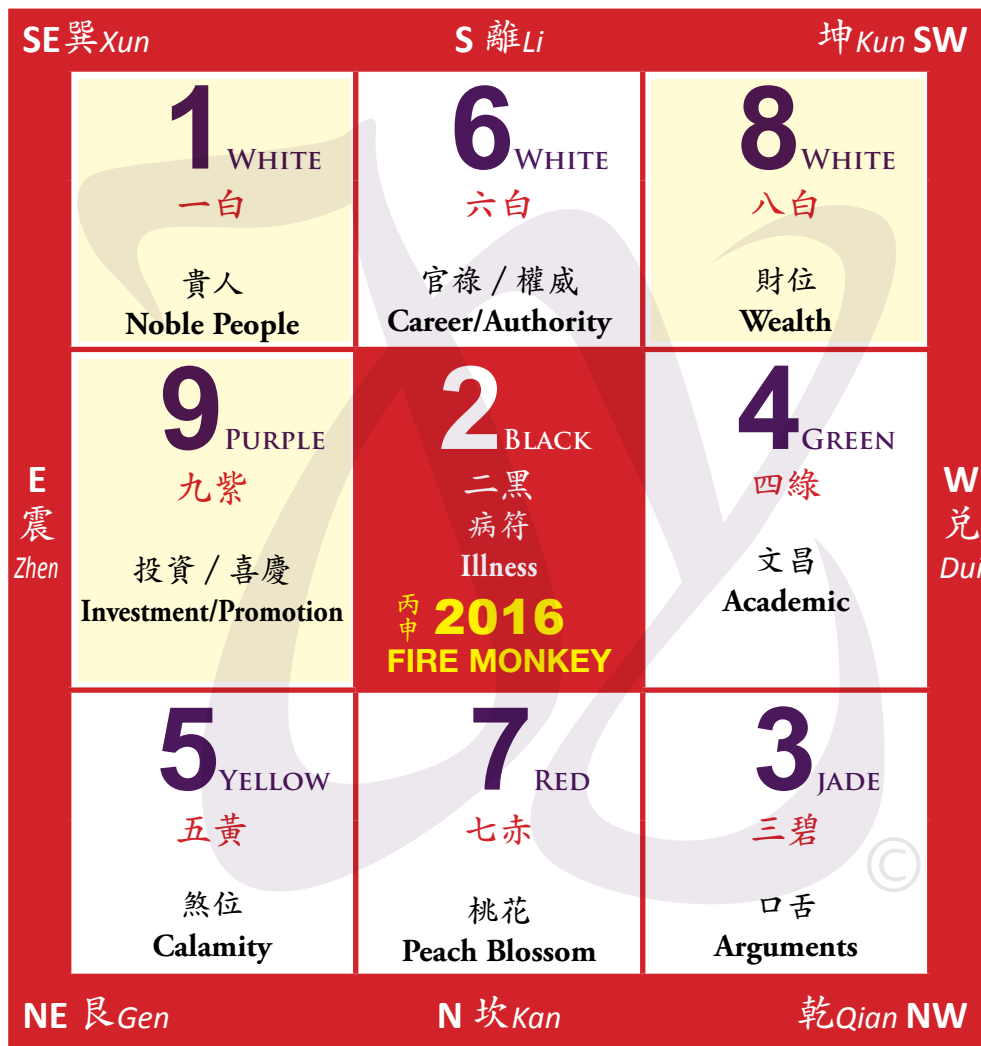 SE 巽 Xun
S 離 Li
坤 Kun SW
1 WHITE
一白
貴人
Noble People
6 WHITE
六白
官祿 / 權威
Career/Authority
8 WHITE
八白
財位
Wealth
E
震
Zhen
9 PURPLE
九紫
投資 / 喜慶
Investment/Promotion
2 BLACK
二黑
病符
Illness
丙申 2016
FIRE MONKEY
4 GREEN
四綠
文昌
Academic
W
兌
Dui
5 YELLOW
五黃
煞位
Calamity
7 RED
七赤
桃花
Peach Blossom
3 JADE
三碧
口舌
Arguments
©
NE 艮 Gen
N 坎 Kan
乾 Qian NW